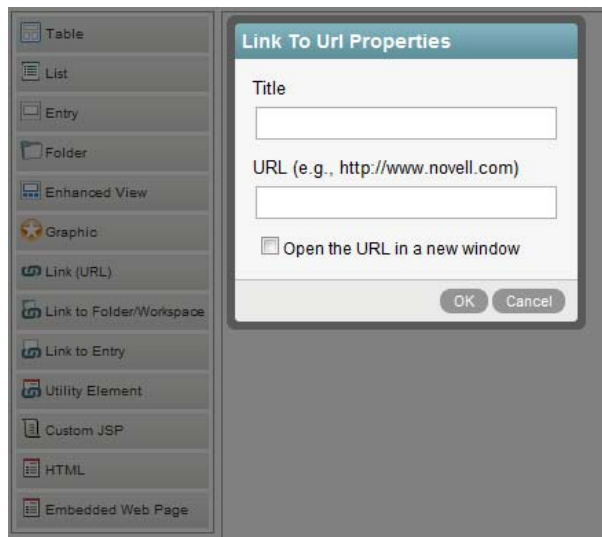 Table
List
Entry
Folder
Enhanced View
Graphic
Link (URL)
Link to Folder/Workspace
Link to Entry
Utility Element
Custom JSP
HTML
Embedded Web Page
Link To Url Properties
Title
URL (e.g., http://www.novell.com)
Open the URL in a new window
OK Cancel